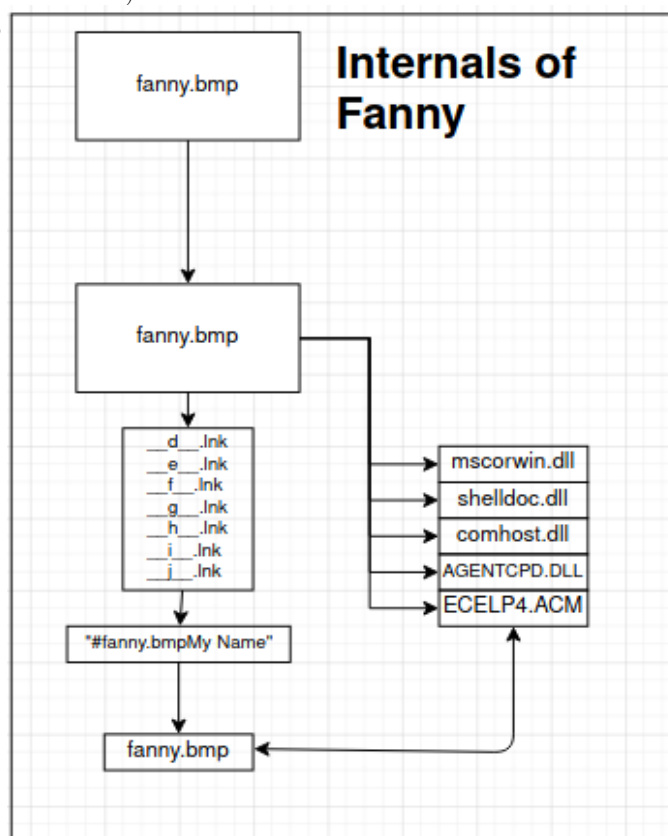 fanny.bmp
Internals of
Fanny
fanny.bmp
__d__.lnk
__e__.lnk
__f__.lnk
__g__.lnk
__h__.lnk
__i__.lnk
__j__.lnk
mscorwin.dll
shelldoc.dll
comhost.dll
AGENTCPD.DLL
ECELP4.ACM
"#fanny.bmpMy Name"
fanny.bmp